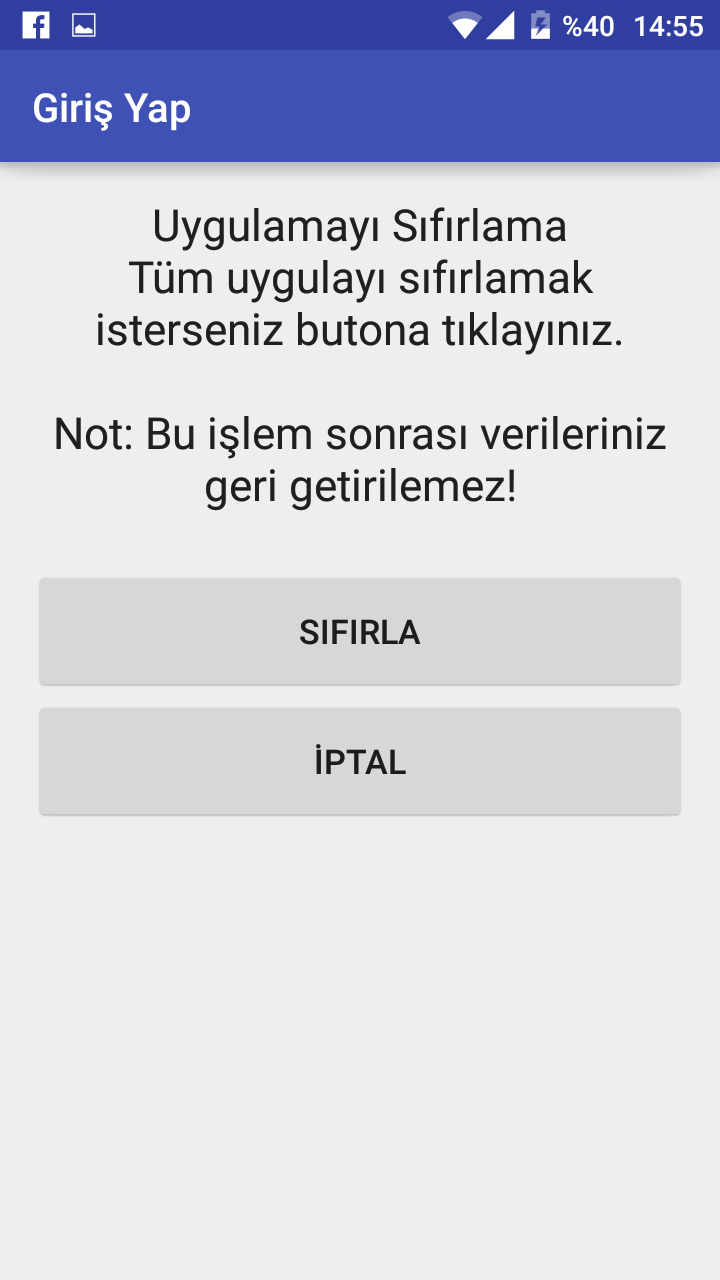 %40 14:55
Giriş Yap
Uygulamayı Sıfırlama
Tüm uygulayı sıfırlamak
isterseniz butona tıklayınız.
Not: Bu işlem sonrası verileriniz
geri getirilemez!
SIFIRLA
İPTAL